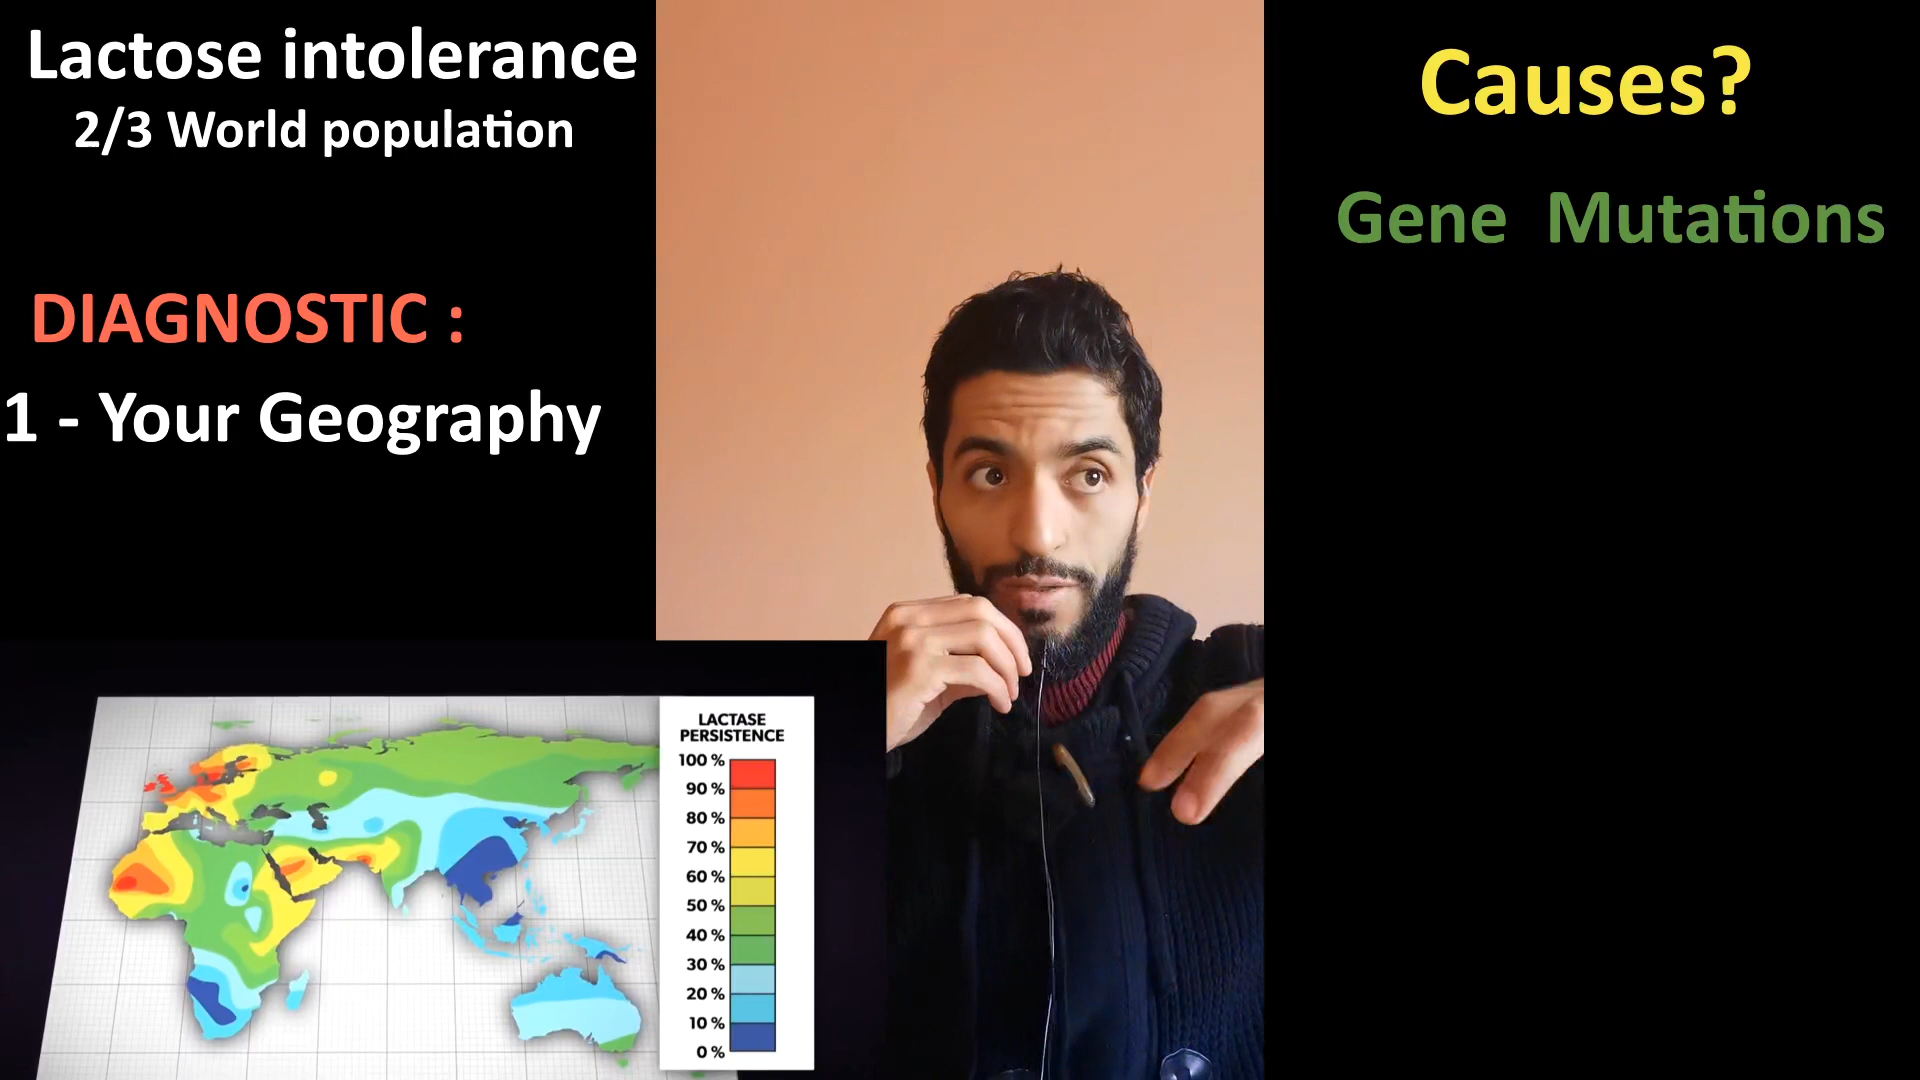 Lactose intolerance
2/3 World population
DIAGNOSTIC :
1 - Your Geography
Causes?
Gene Mutations
LACTASE
PERSISTENCE
100 %
90 %
80 %
70 %
60 %
50 %
40 %
30 %
20 %
10 %
0 %